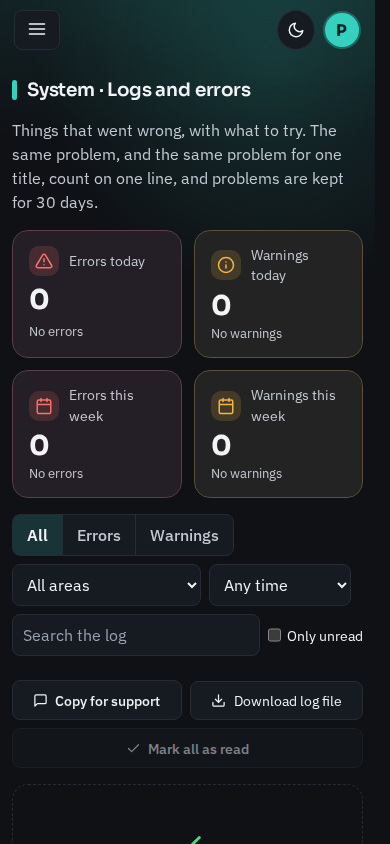 P
System · Logs and errors
Things that went wrong, with what to try. The
same problem, and the same problem for one
title, count on one line, and problems are kept
for 30 days.
Errors today
0
No errors
Warnings
today
0
No warnings
Errors this
week
0
No errors
Warnings this
week
0
No warnings
All
Errors
Warnings
All areas
Any time
Search the log
Only unread
Copy for support
Download log file
Mark all as read